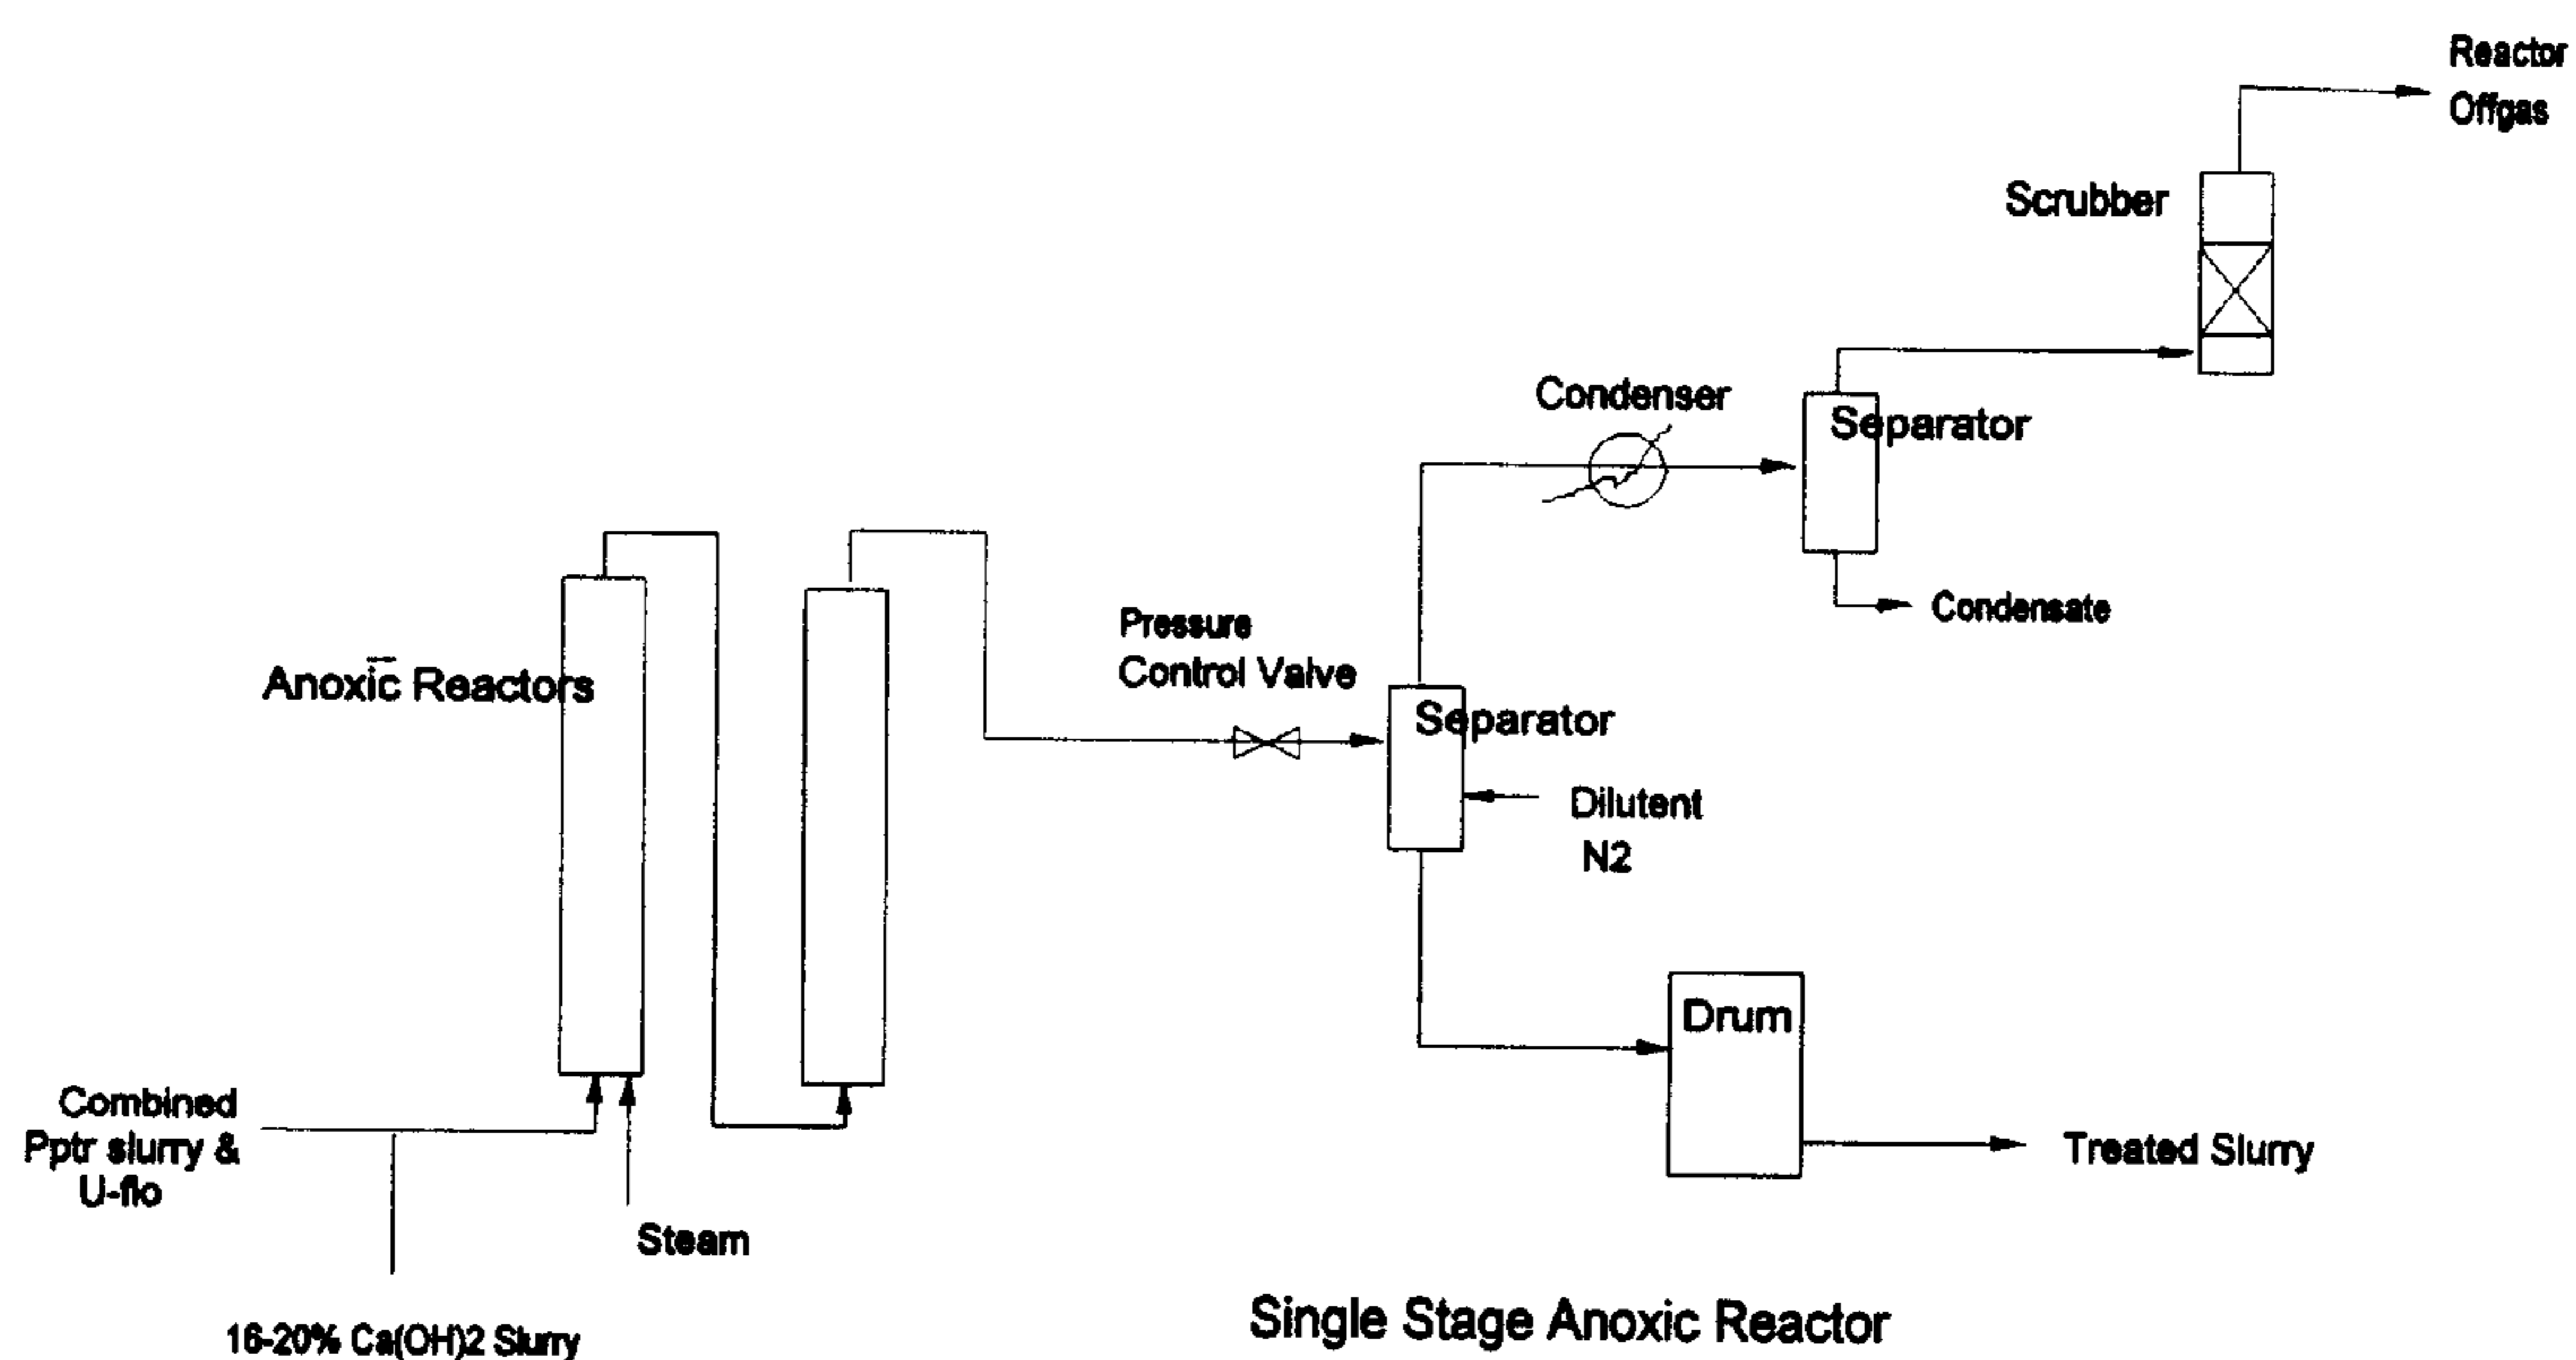 Reactor
Offgas
Scrubber
Condenser
Separator
Condensate
Pressure
Control Valve
Anoxic Reactors
Separator
Dilutent
N2
Drum
Combined
Pptr slurry &
U-flo
Treated Slurry
Steam
16-20% Ca(OH)2 Slurry
Single Stage Anoxic Reactor